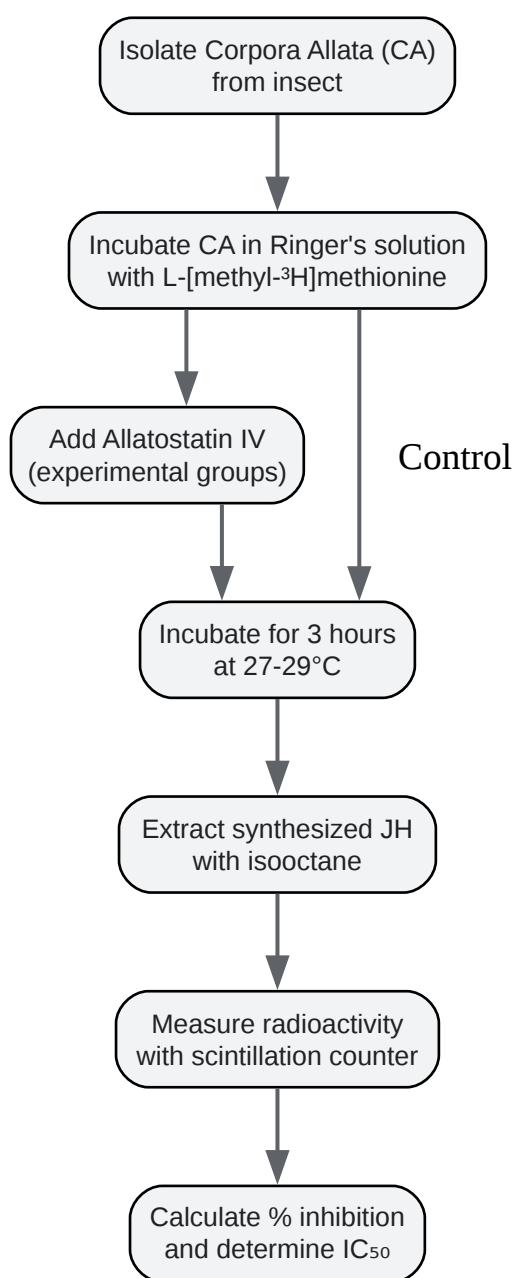 Isolate Corpora Allata (CA)
from insect
Incubate CA in Ringer's solution
with L-[methyl-³H]methionine
Add Allatostatin IV
(experimental groups)
Control
Incubate for 3 hours
at 27-29°C
Extract synthesized JH
with isooctane
Measure radioactivity
with scintillation counter
Calculate % inhibition
and determine IC₅₀